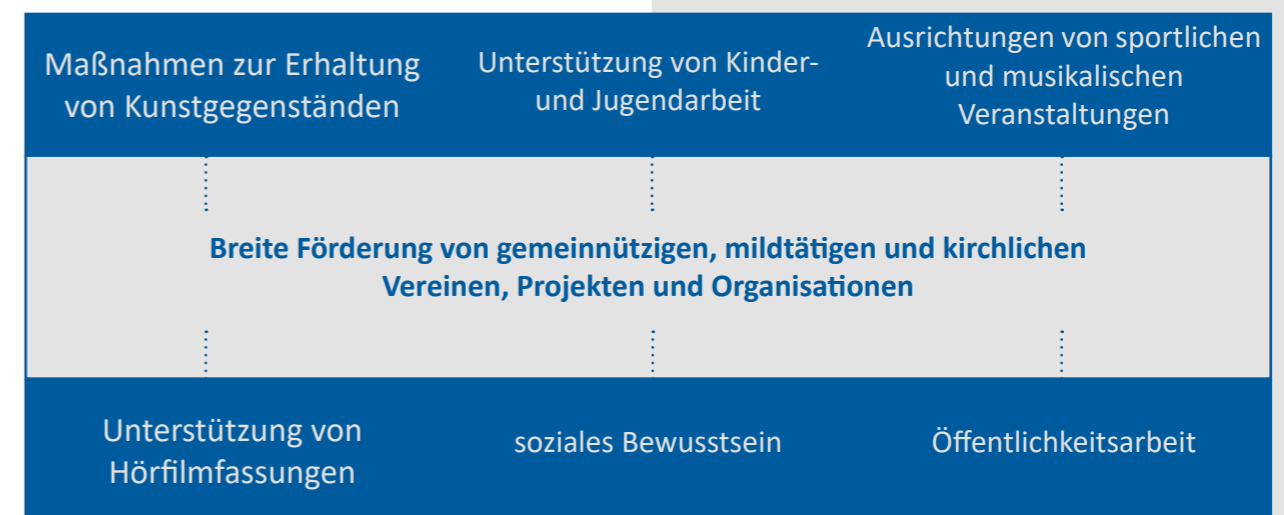 Maßnahmen zur Erhaltung
von Kunstgegenständen
Unterstützung von Kinder-
und Jugendarbeit
Ausrichtungen von sportlichen
und musikalischen
Veranstaltungen
Breite Förderung von gemeinnützigen, mildtätigen und kirchlichen
Vereinen, Projekten und Organisationen
Unterstützung von
Hörfilmfassungen
soziales Bewusstsein
Öffentlichkeitsarbeit